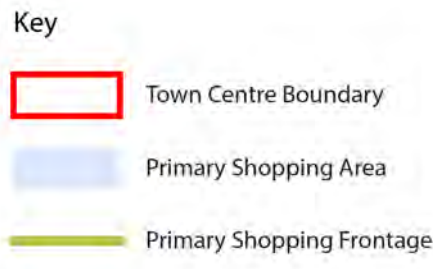 Key
Town Centre Boundary
Primary Shopping Area
Primary Shopping Frontage